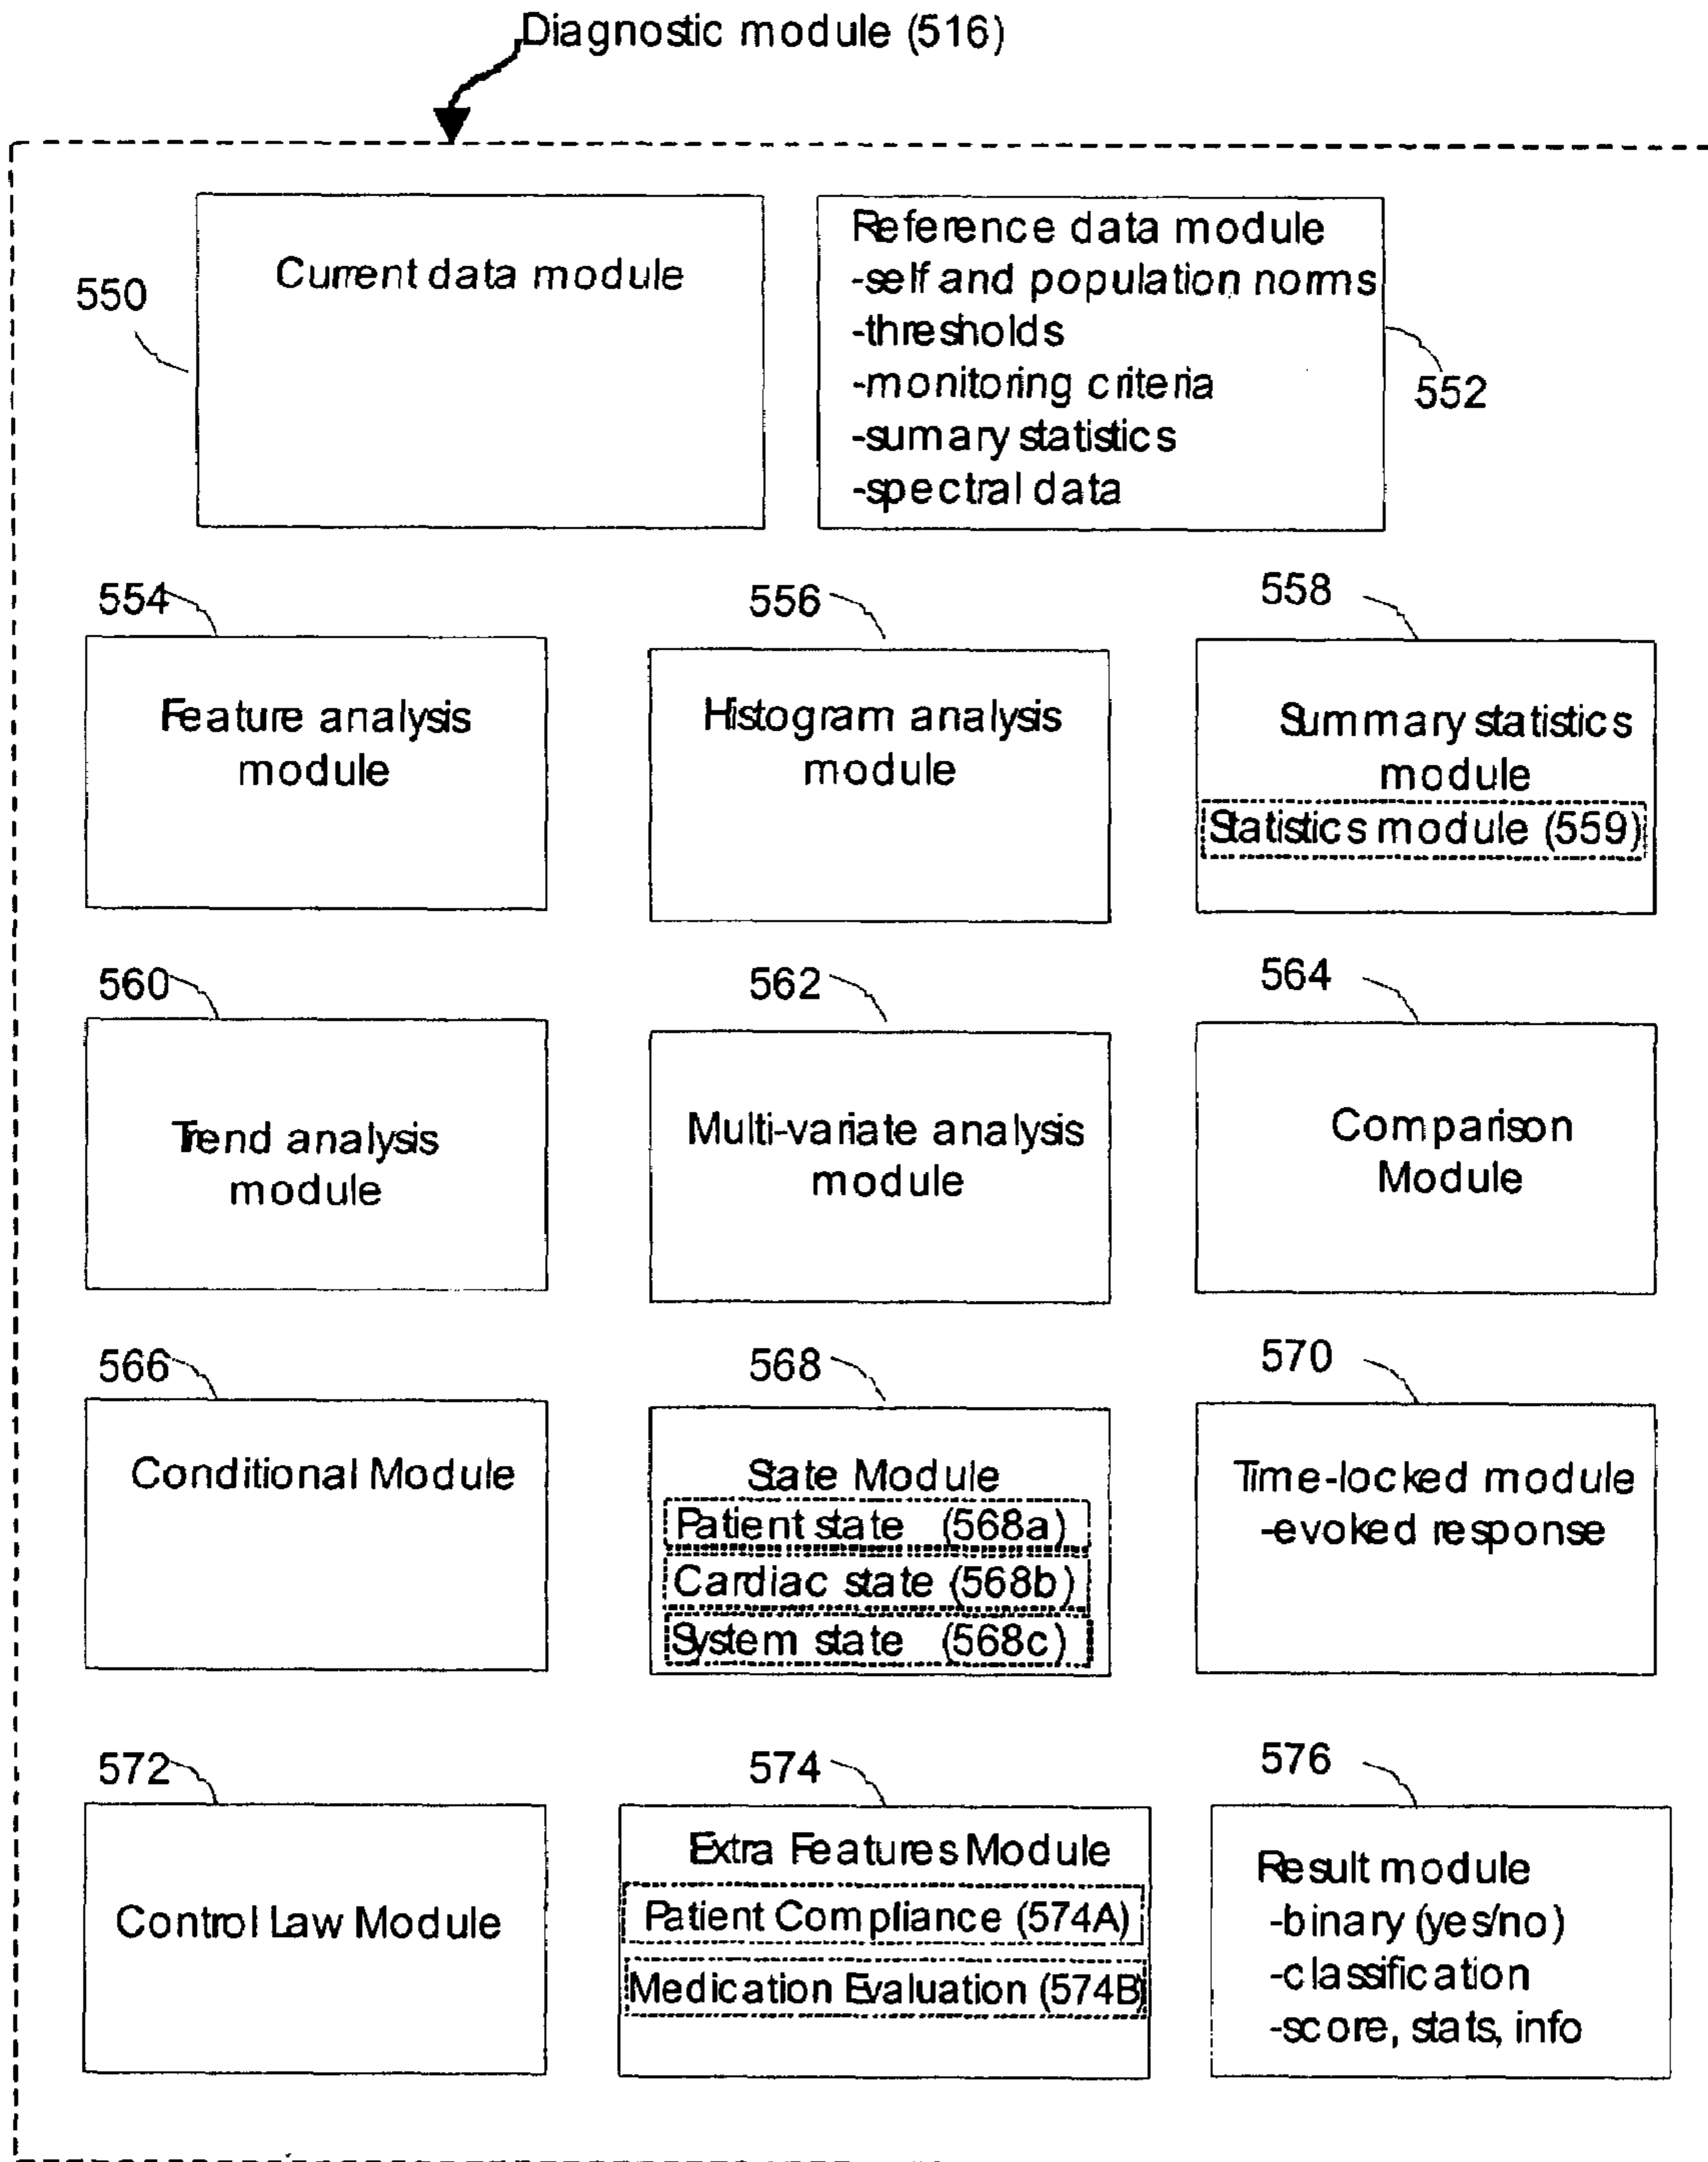 Diagnostic module (516)
550
Current data module
Reference data module
-self and population norms
-thresholds
-monitoring criteria
-sumary statistics
-spectral data
552
554
Feature analysis
module
556
Histogram analysis
module
558
Summary statistics
module
Statistics module (559)
560
Trend analysis
module
562
Multi-variate analysis
module
564
Comparison
Module
566
Conditional Module
568
State Module
Patient state (568a)
Cardiac state (568b)
System state (568c)
570
Time-locked module
-evoked response
572
Control Law Module
574
Extra Features Module
Patient Compliance (574A)
Medication Evaluation (574B)
576
Result module
-binary (yes/no)
-classification
-score, stats, info